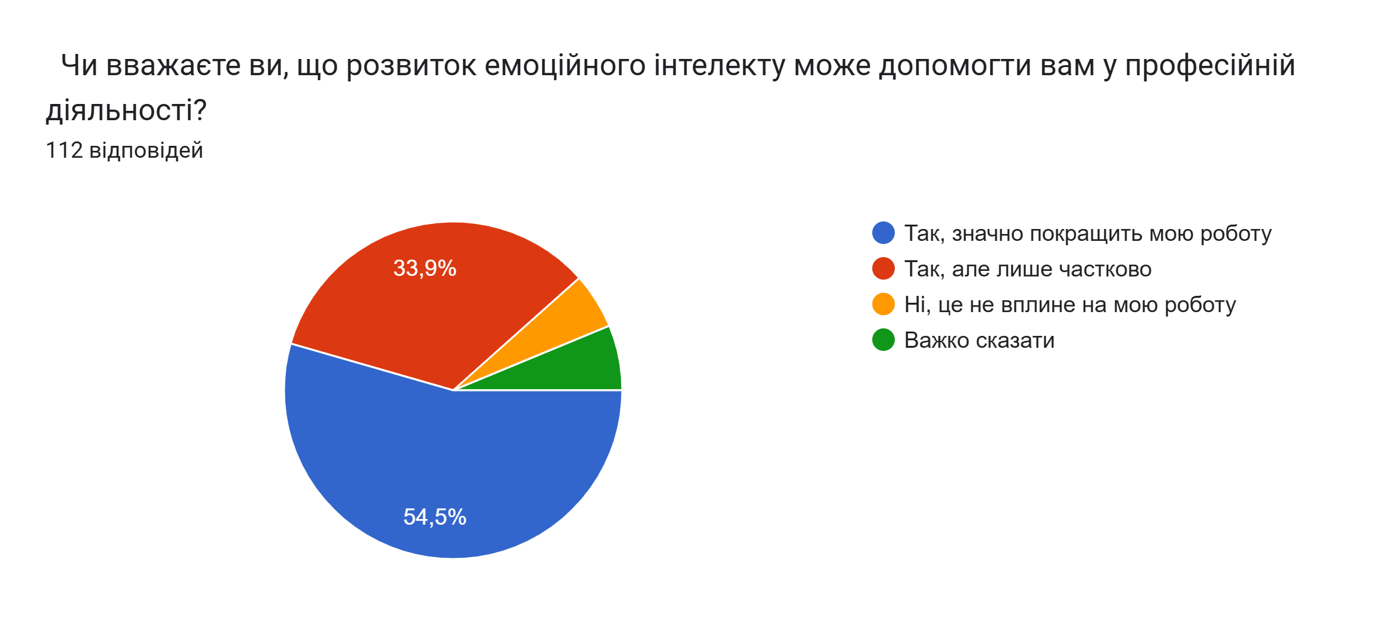 Чи вважаєте ви, що розвиток емоційного інтелекту може допомогти вам у професійній
діяльності?
112 відповідей
33,9%
54,5%
Так, значно покращить мою роботу
Так, але лише частково
Ні, це не вплине на мою роботу
Важко сказати